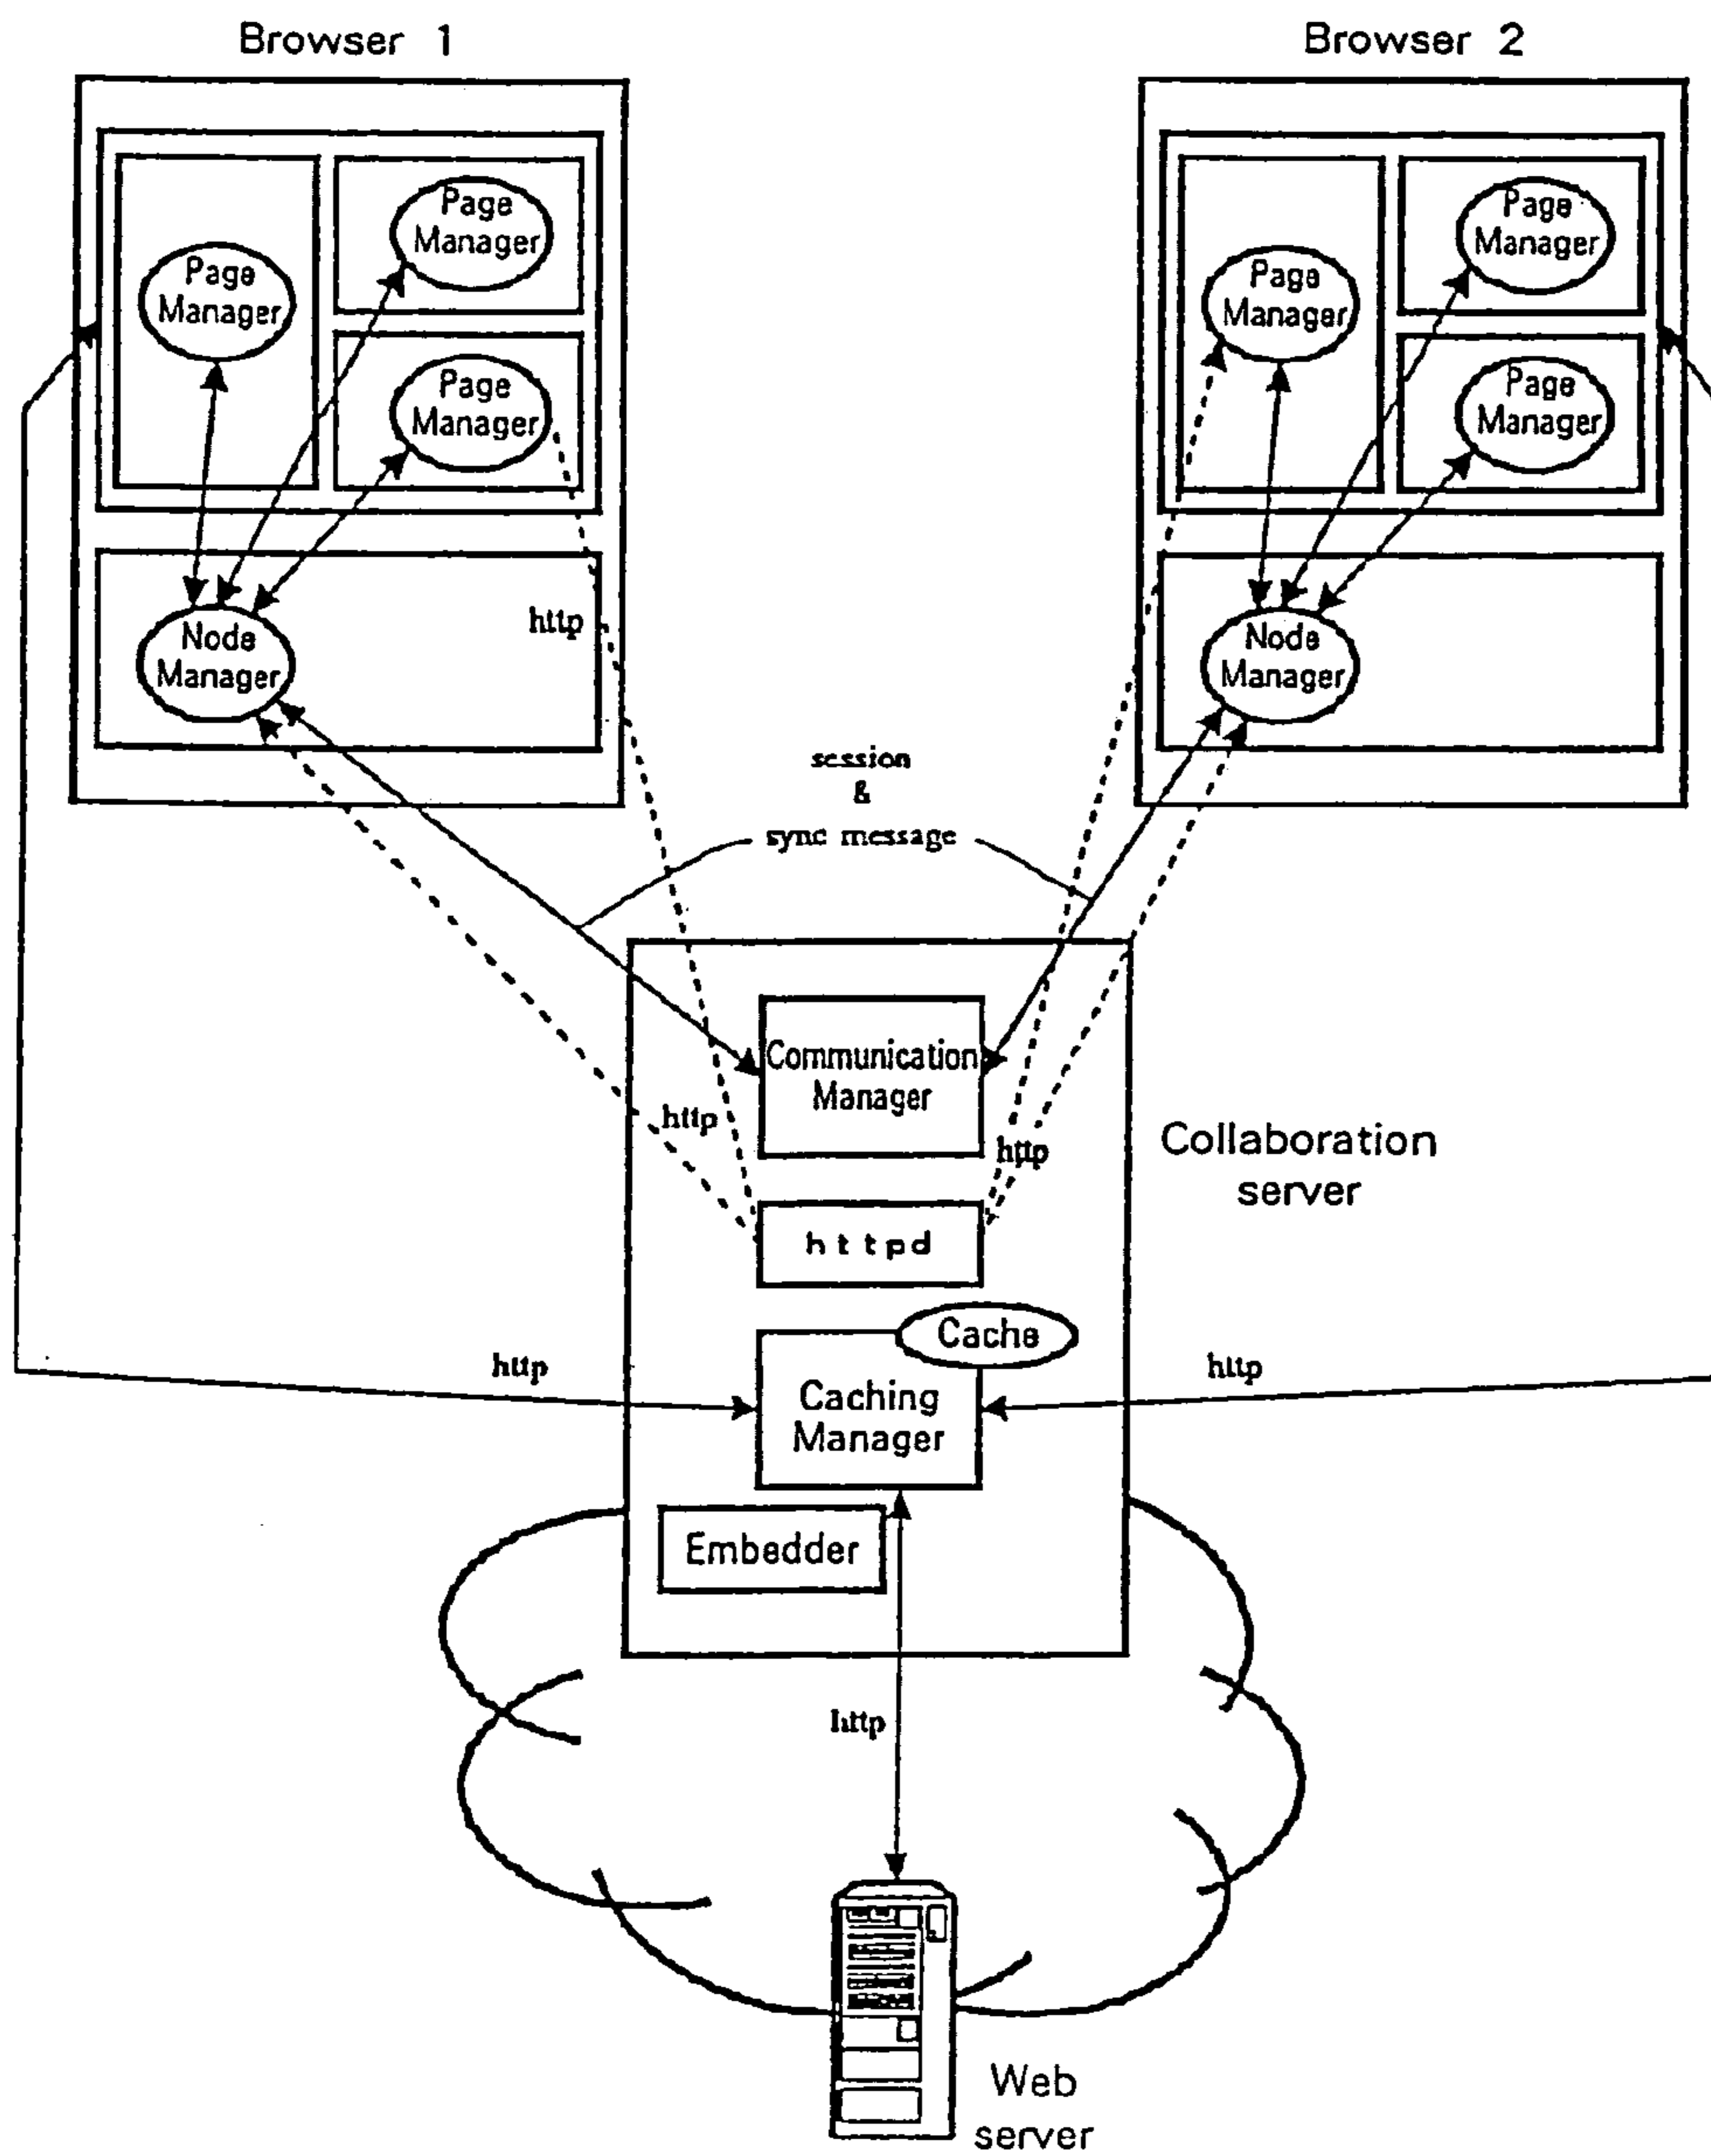 Browser 1
Browser 2
Page
Manager
Page
Manager
Page
Manager
Node
Manager
http
Page
Manager
Page
Manager
Page
Manager
Node
Manager
session
&
sync message
Communication
Manager
http
http
Collaboration
server
httpd
Cache
http
http
Caching
Manager
Embedder
http
Web
server